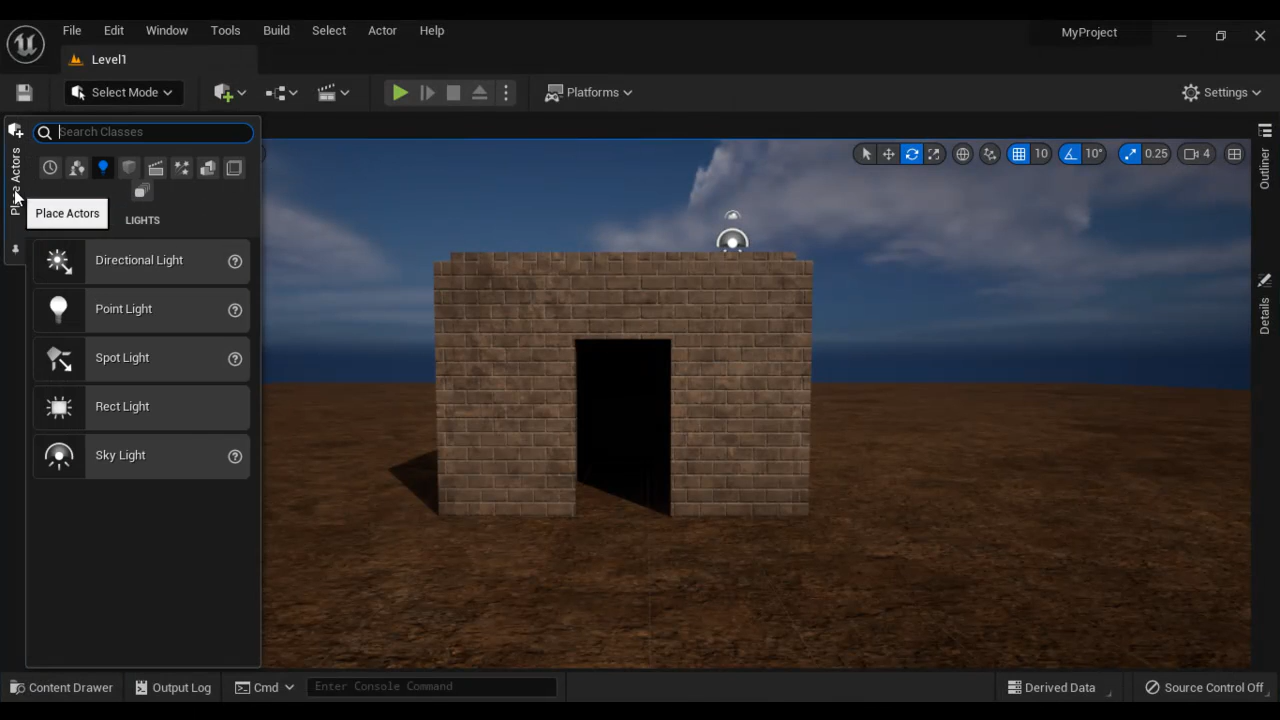 File Edit Window Tools Build Select Actor Help MyProject
Level1
Select Mode Platforms Settings
Search Classes
10 10° 0.25 4
Place Actors
Outliner
Place Actors
LIGHTS
Directional Light
Point Light
Details
Spot Light
Rect Light
Sky Light
Content Drawer Output Log Cmd Enter Console Command Derived Data Source Control Off